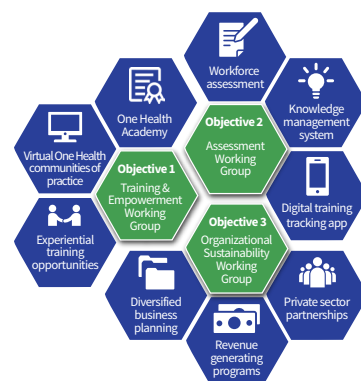 Workforce
assessment
One Health
Academy
Knowledge
management
system
Objective 2
Assessment
Working
Group
Virtual One Health
communities of
practice
Objective 1
Training &
Empowerment
Working
Group
Digital training
tracking app
Objective 3
Organizational
Sustainability
Working
Group
Experiential
training
opportunities
Diversified
business
planning
Private sector
partnerships
Revenue
generating
programs